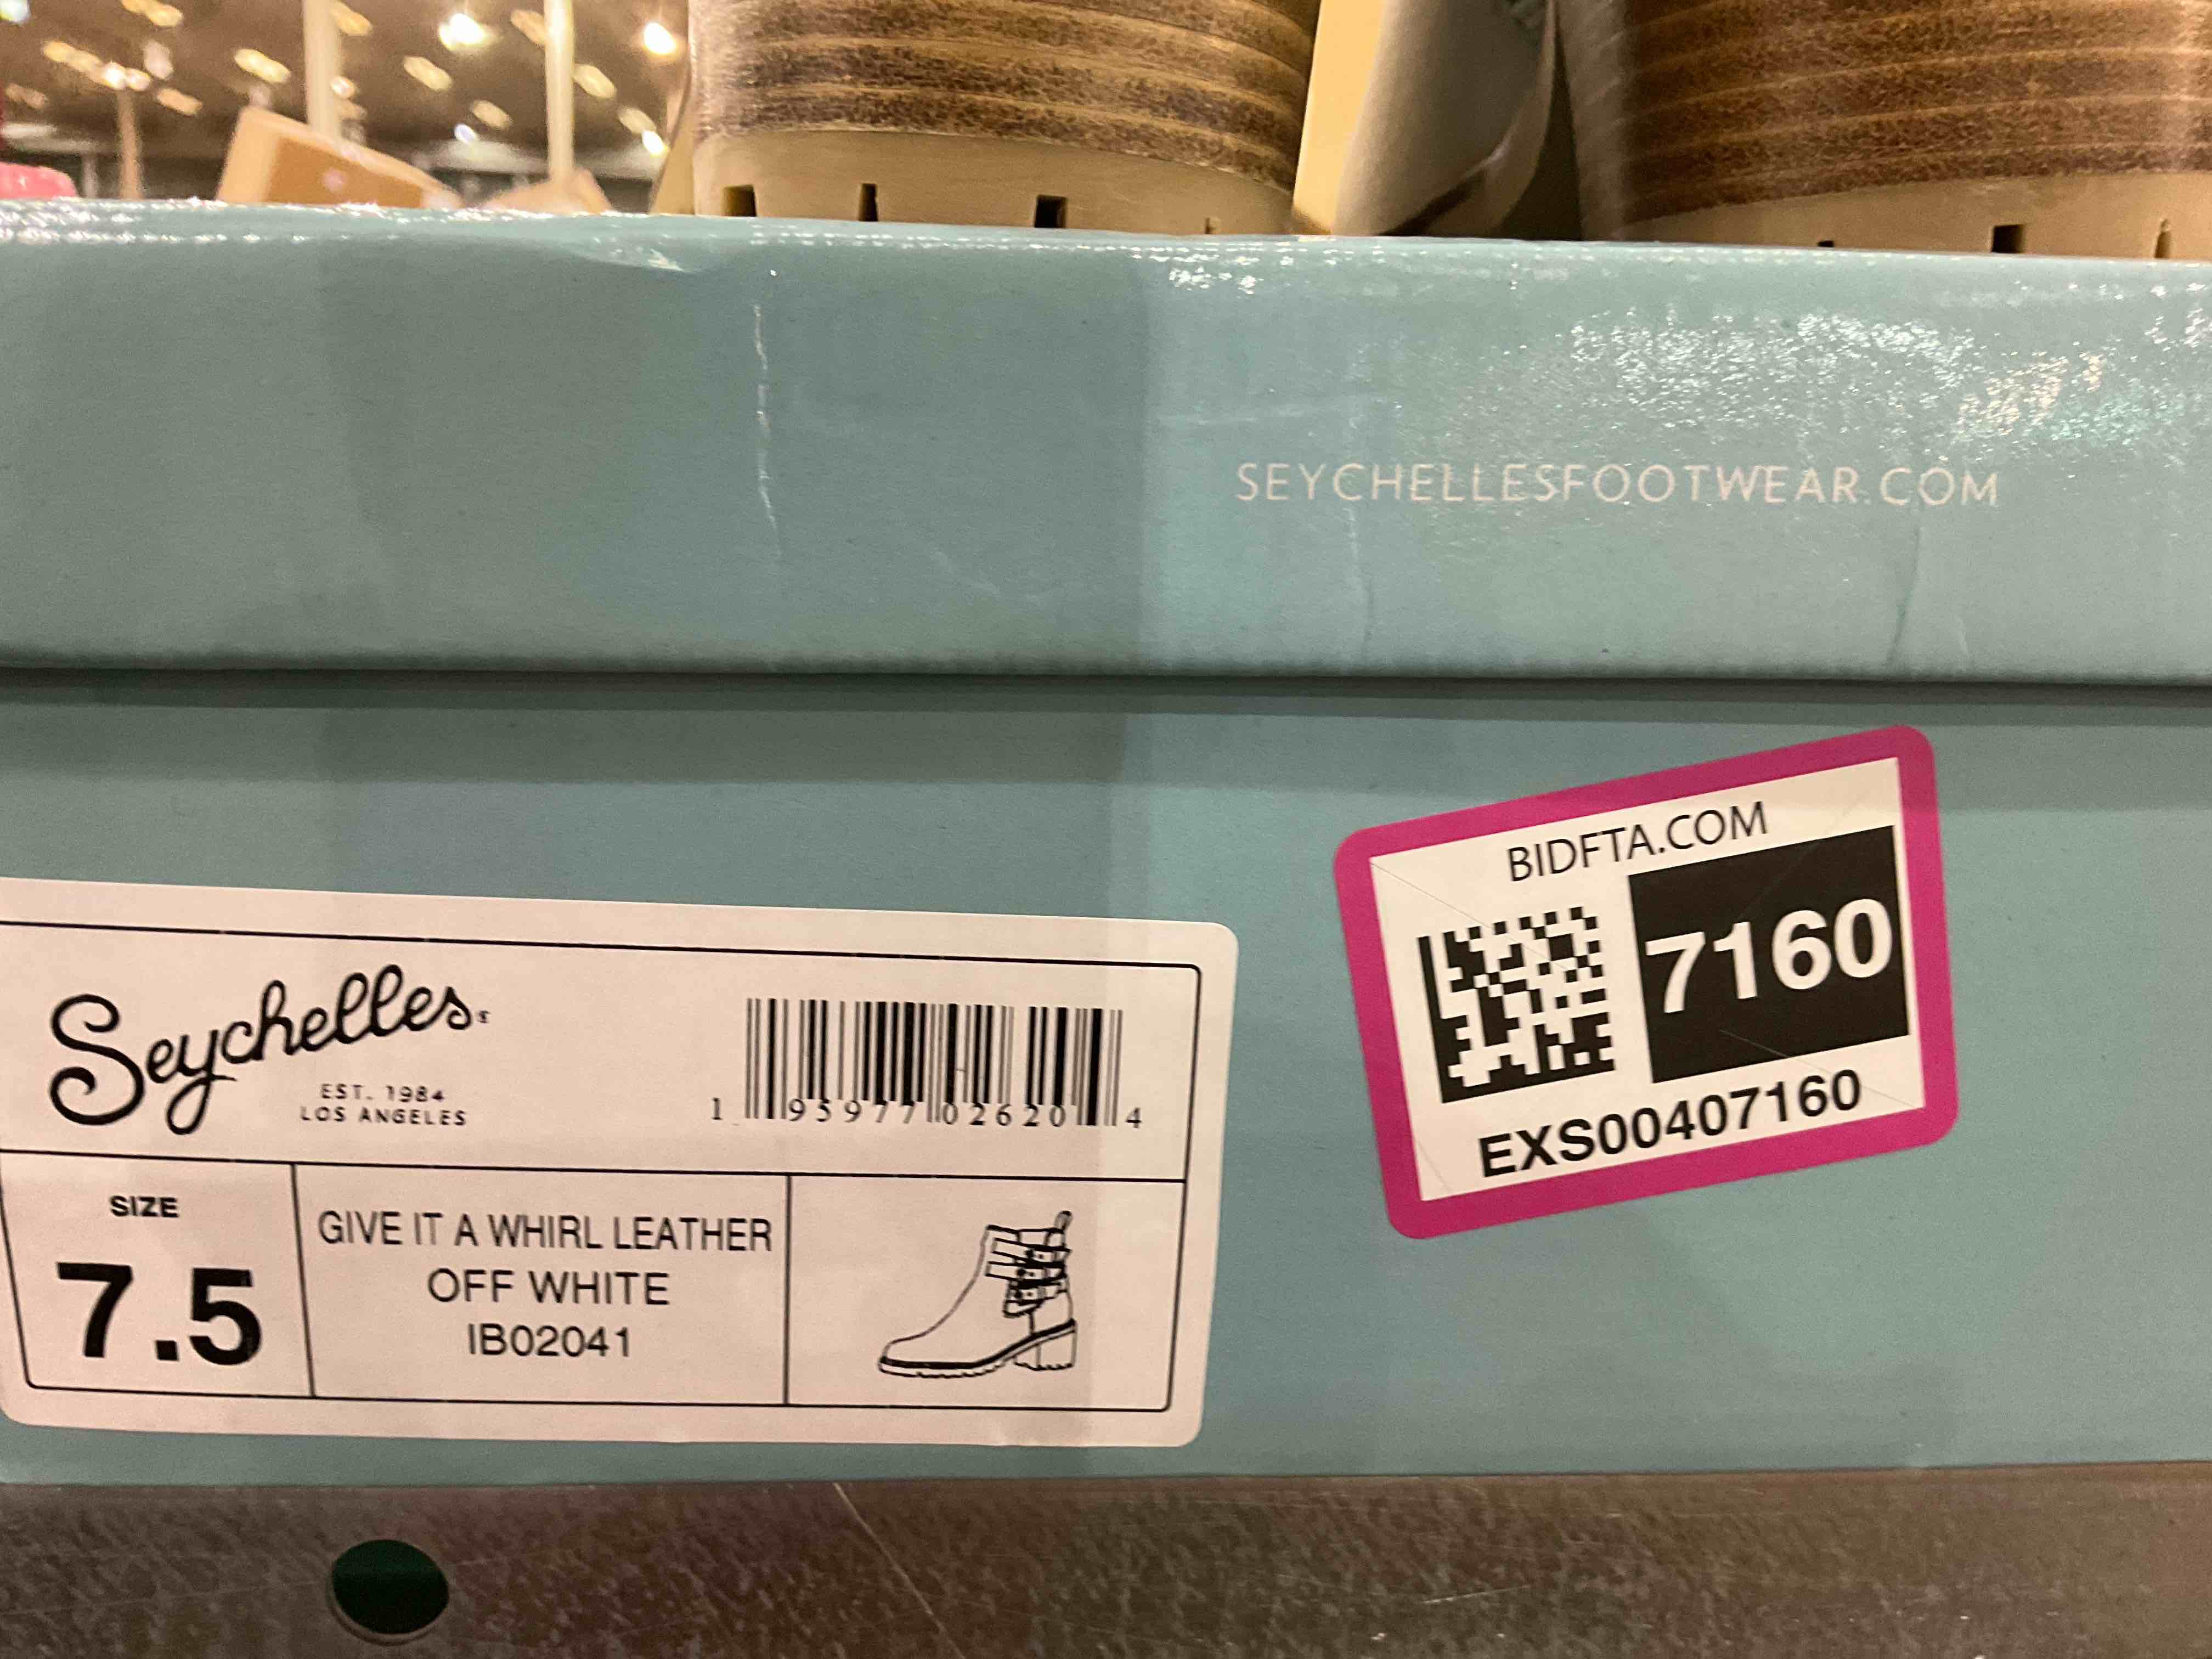 SEYCHELLESFOOTWEAR.COM
BIDFTA.COM
7160
EXS00407160
Seychelles
EST. 1984
LOS ANGELES
1 95977 02620 4
SIZE
7.5
GIVE IT A WHIRL LEATHER
OFF WHITE
IB02041